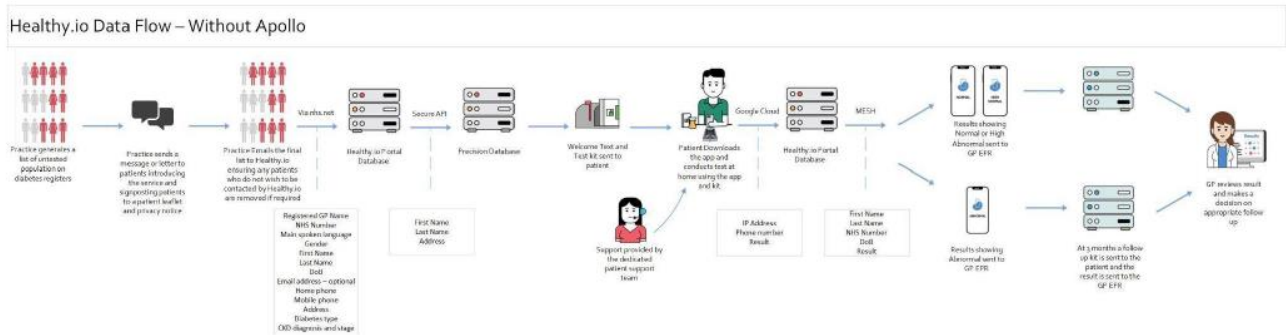 Healthy.io Data Flow – Without Apollo
Practice generates a
list of untested
population on
diabetes registers
Practice sends a
message or letter to
patients introducing
the service and
signposting patients
to a patient leaflet
and privacy notice
Practice Emails the final
list to Healthy.io
ensuring any patients
who do not wish to be
contacted by Healthy.io
are removed if required
Via nhs.net
Registered GP Name
NHS Number
Main spoken language
Gender
First Name
Last Name
DoB
Email address – optional
Home phone
Mobile phone
Address
Diabetes type
CKD diagnosis and stage
Healthy.io Portal
Database
Secure API
First Name
Last Name
Address
Precision Database
Welcome Text and
Test kit sent to
patient
Patient Downloads
the app and
conducts test at
home using the app
and kit
Support provided by
the dedicated
patient support
team
Google Cloud
IP Address
Phone number
Result
Healthy.io Portal
Database
MESH
First Name
Last Name
NHS Number
DoB
Result
Results showing
Normal or High
Abnormal sent to
GP EPR
Results showing
Abnormal sent to
GP EPR
At 3 months a follow
up kit is sent to the
patient and the
result is sent to the
GP EPR
Results
GP reviews result and
makes a decision on
appropriate follow
up